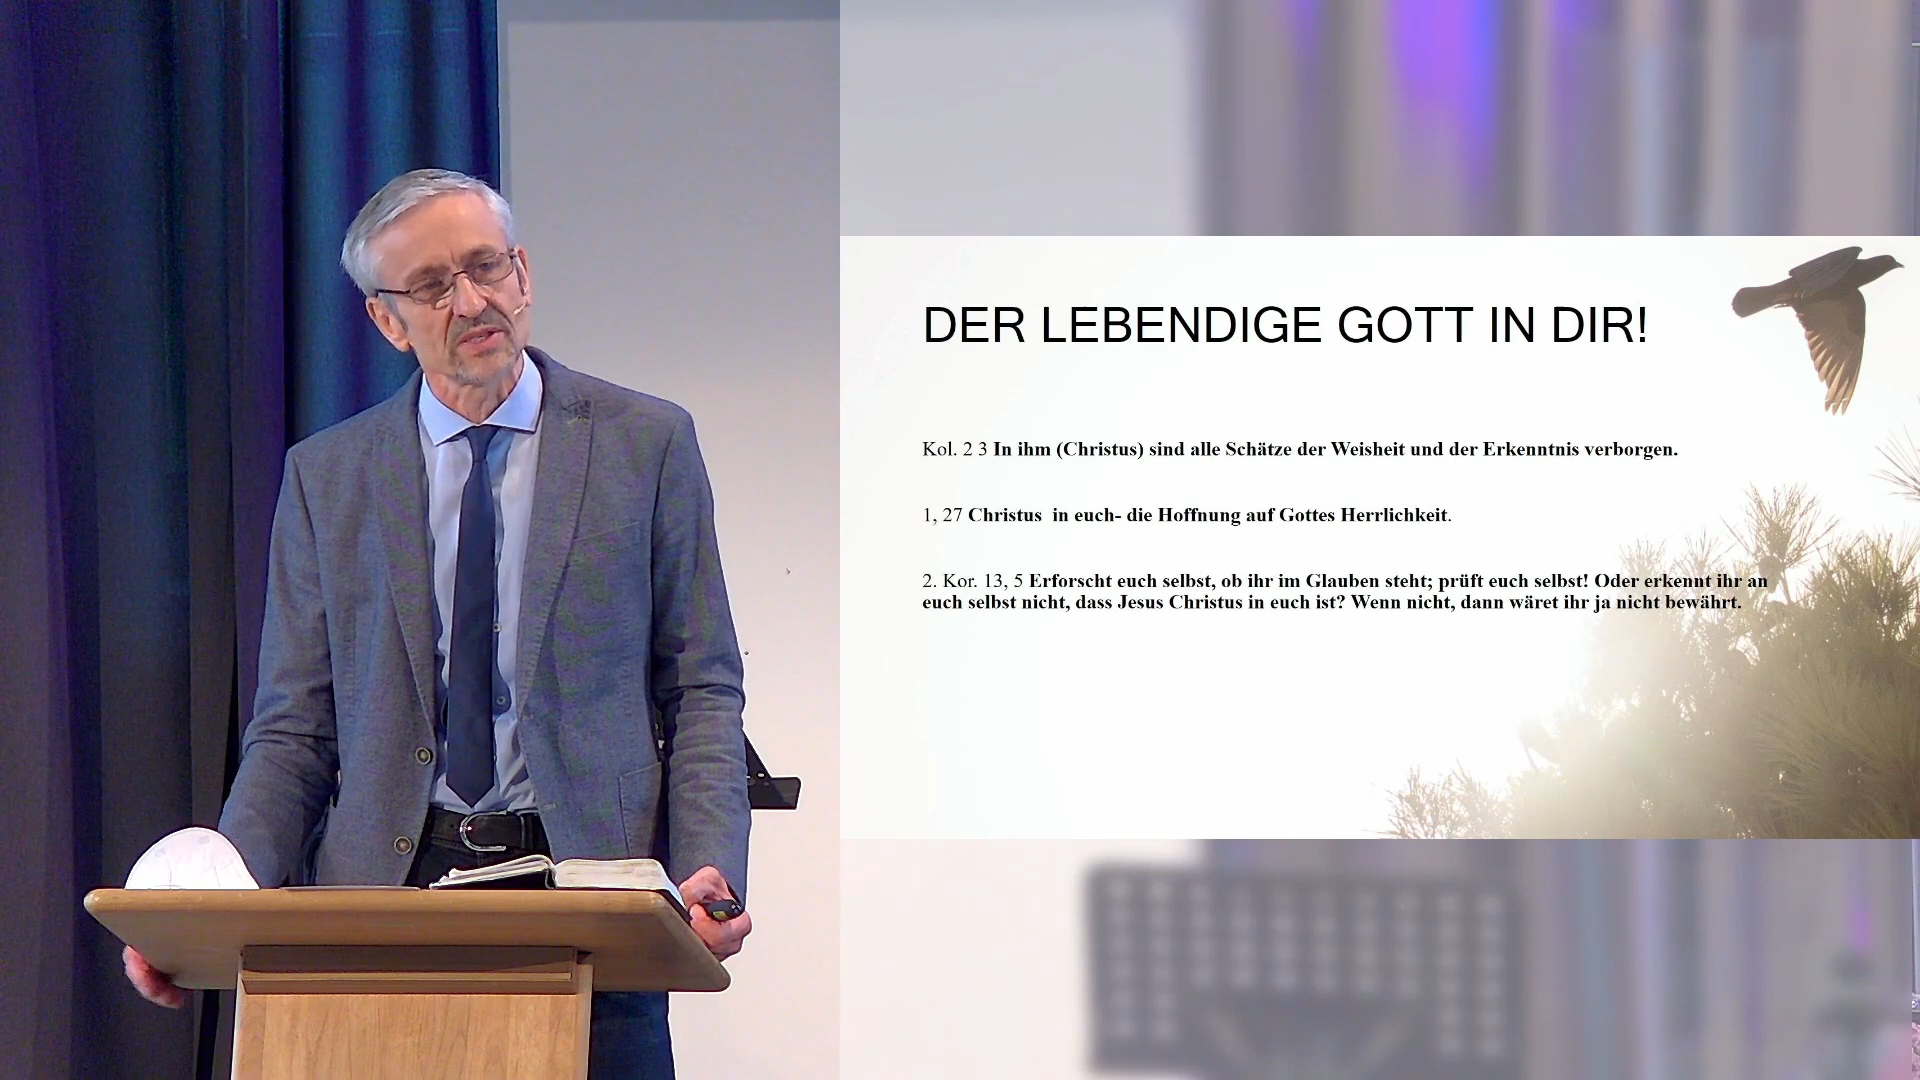 DER LEBENDIGE GOTT IN DIR!
Kol. 2 3 In ihm (Christus) sind alle Schätze der Weisheit und der Erkenntnis verborgen.
1, 27 Christus  in euch- die Hoffnung auf Gottes Herrlichkeit.
2. Kor. 13, 5 Erforscht euch selbst, ob ihr im Glauben steht; prüft euch selbst! Oder erkennt ihr an
euch selbst nicht, dass Jesus Christus in euch ist? Wenn nicht, dann wäret ihr ja nicht bewährt.